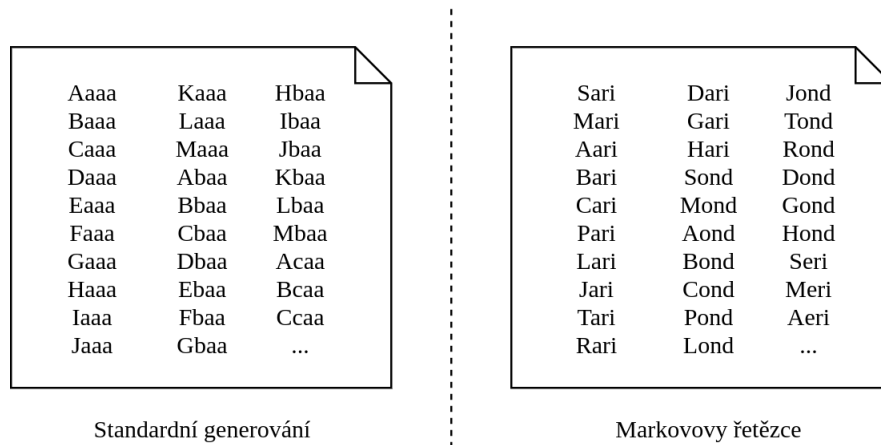 Aaaa Kaaa Hbaa
Baaa Laaa Ibaa
Caaa Maaa Jbaa
Daaa Abaa Kbaa
Eaaa Bbaa Lbaa
Faaa Cbaa Mbaa
Gaaa Dbaa Acaa
Haaa Ebaa Bcaa
Iaaa Fbaa Ccaa
Jaaa Gbaa ...
Standardní generování
Sari Dari Jond
Mari Gari Tond
Aari Hari Rond
Bari Sond Dond
Cari Mond Gond
Pari Aond Hond
Lari Bond Seri
Jari Cond Meri
Tari Pond Aeri
Rari Lond ...
Markovovy řetězce